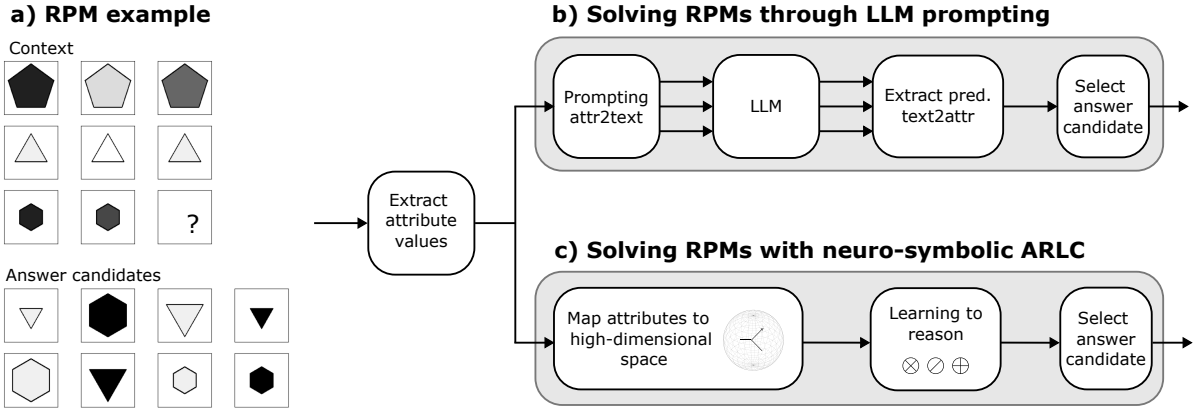 a) RPM example
Context
?
Answer candidates
Extract
attribute
values
b) Solving RPMs through LLM prompting
Prompting
attr2text
LLM
Extract pred.
text2attr
Select
answer
candidate
c) Solving RPMs with neuro-symbolic ARLC
Map attributes to
high-dimensional
space
Learning to
reason
Select
answer
candidate